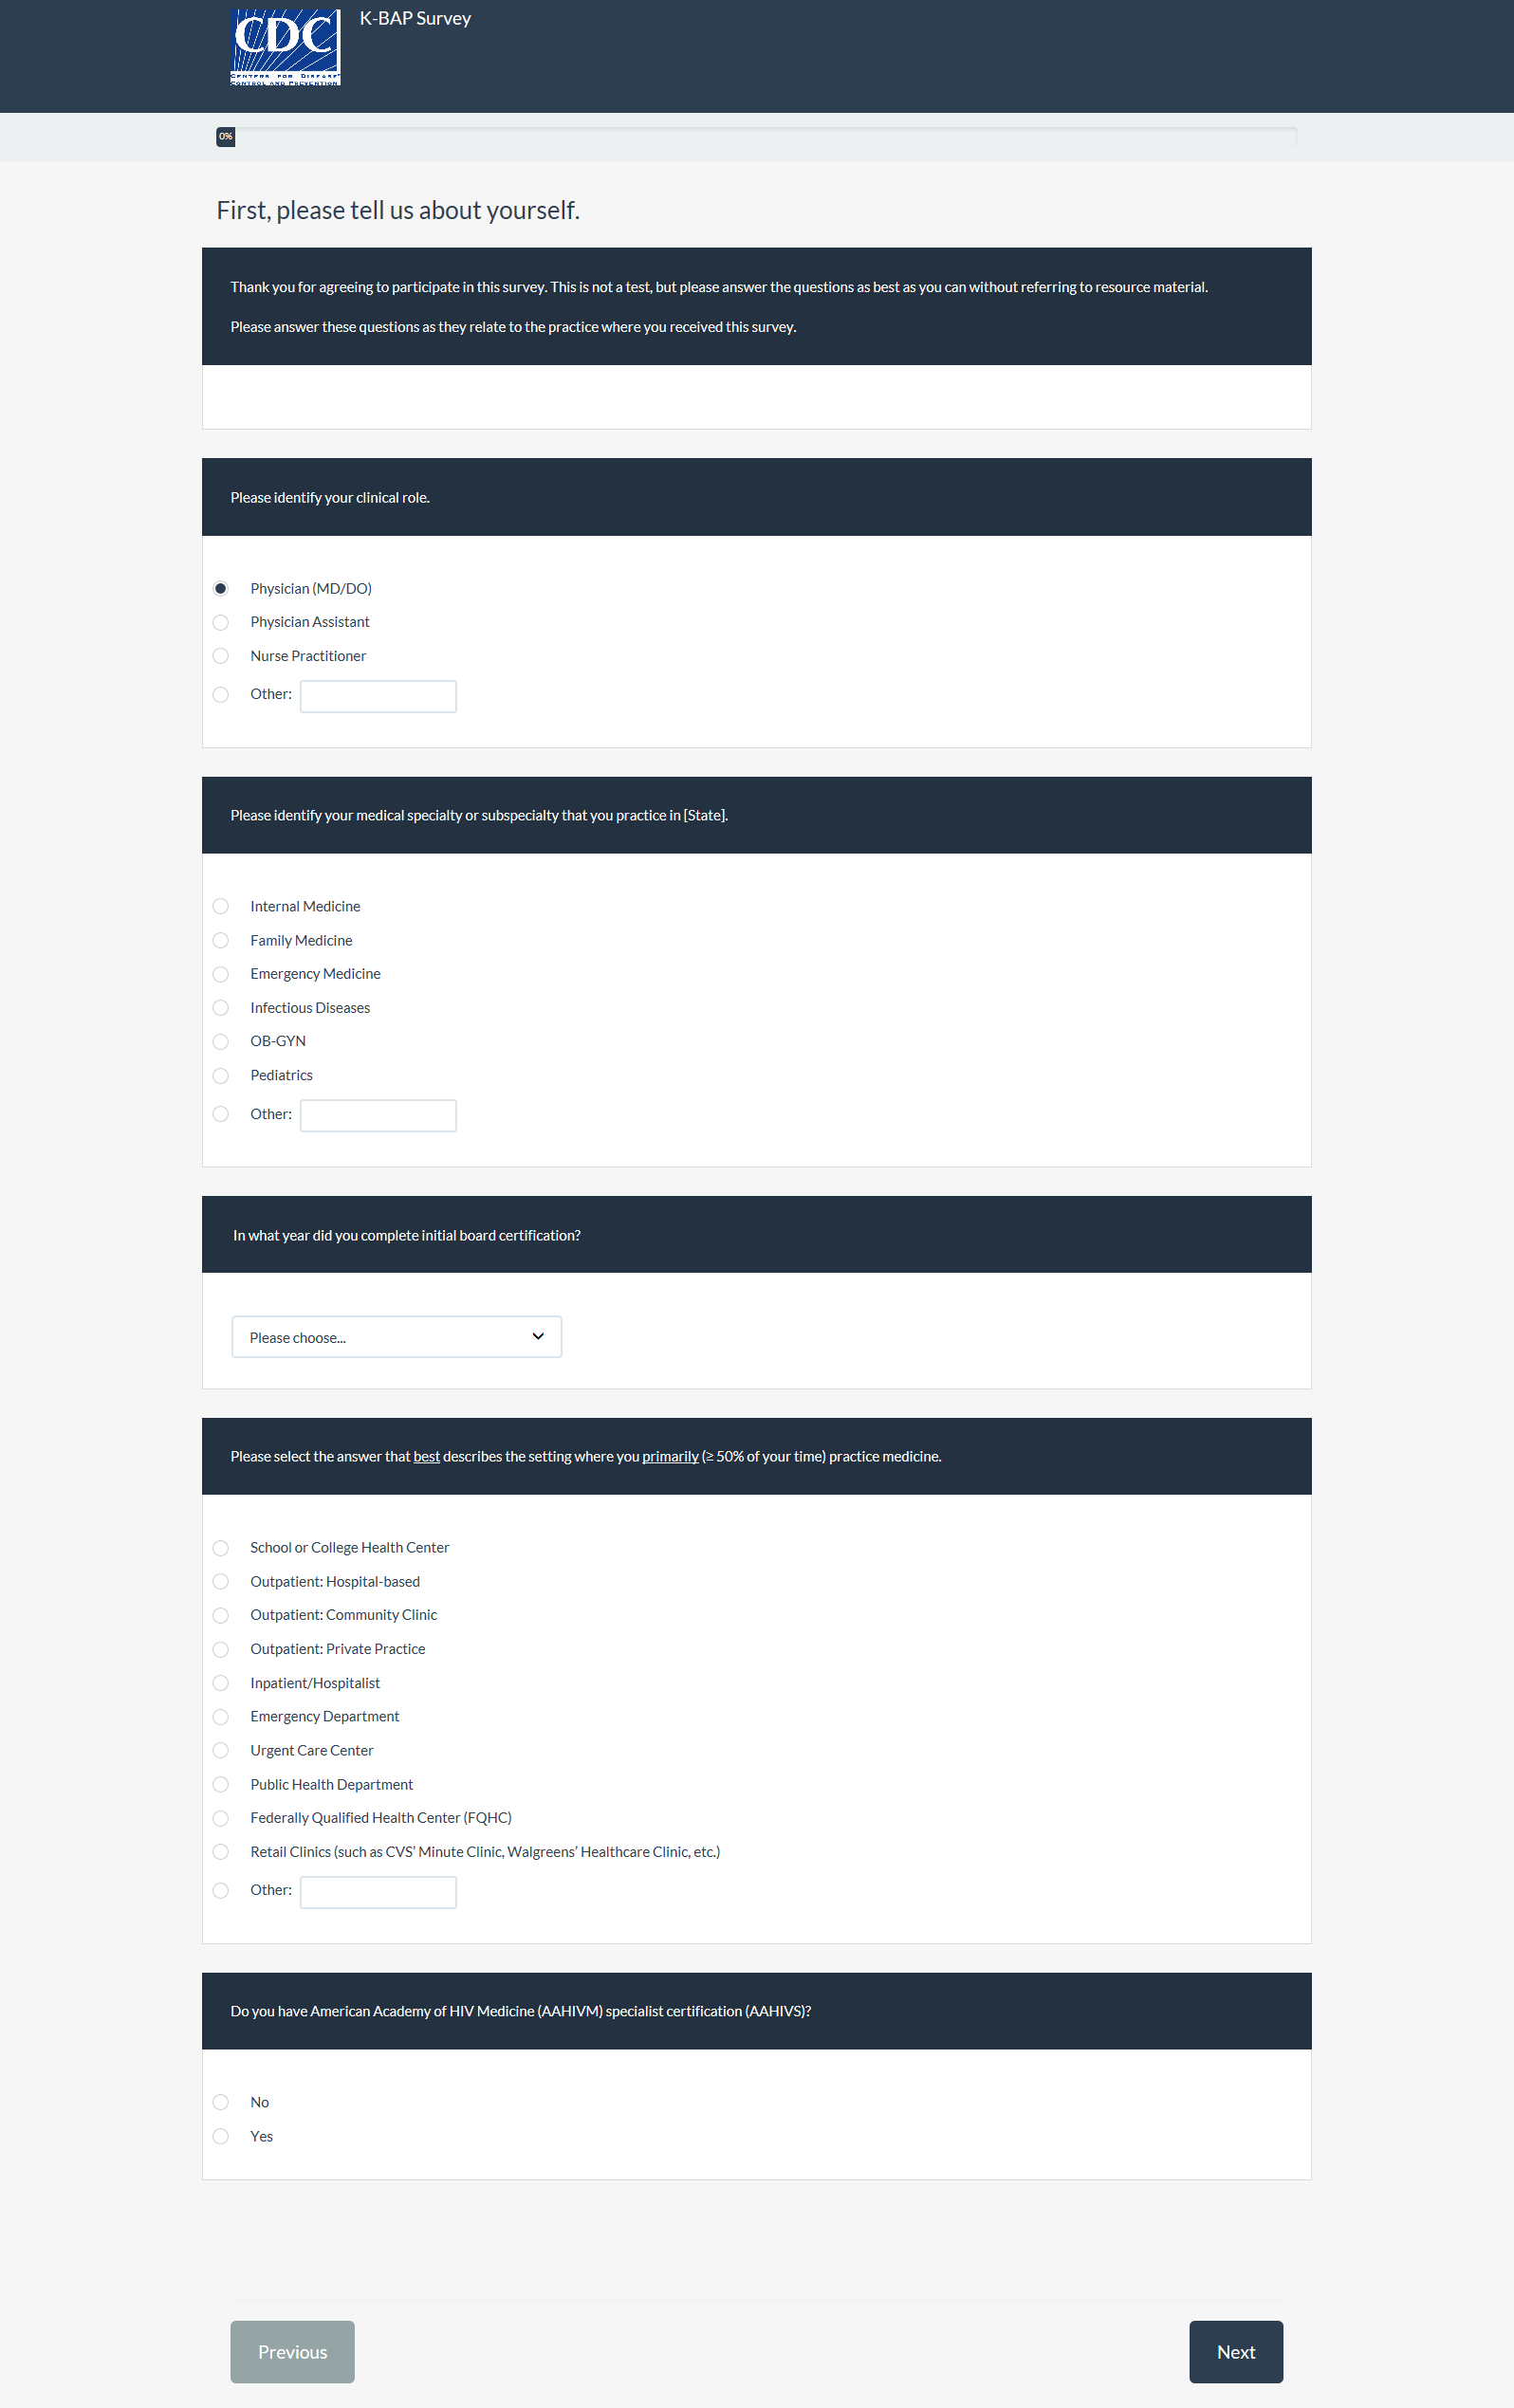 CDC
CENTERS FOR DISEASE
CONTROL AND PREVENTION
K-BAP Survey
0%
First, please tell us about yourself.
Thank you for agreeing to participate in this survey. This is not a test, but please answer the questions as best as you can without referring to resource material.
Please answer these questions as they relate to the practice where you received this survey.
Please identify your clinical role.
Physician (MD/DO)
Physician Assistant
Nurse Practitioner
Other:
Please identify your medical specialty or subspecialty that you practice in [State].
Internal Medicine
Family Medicine
Emergency Medicine
Infectious Diseases
OB-GYN
Pediatrics
Other:
In what year did you complete initial board certification?
Please choose...
Please select the answer that best describes the setting where you primarily (≥ 50% of your time) practice medicine.
School or College Health Center
Outpatient: Hospital-based
Outpatient: Community Clinic
Outpatient: Private Practice
Inpatient/Hospitalist
Emergency Department
Urgent Care Center
Public Health Department
Federally Qualified Health Center (FQHC)
Retail Clinics (such as CVS’ Minute Clinic, Walgreens’ Healthcare Clinic, etc.)
Other:
Do you have American Academy of HIV Medicine (AAHIVM) specialist certification (AAHIVS)?
No
Yes
Previous
Next